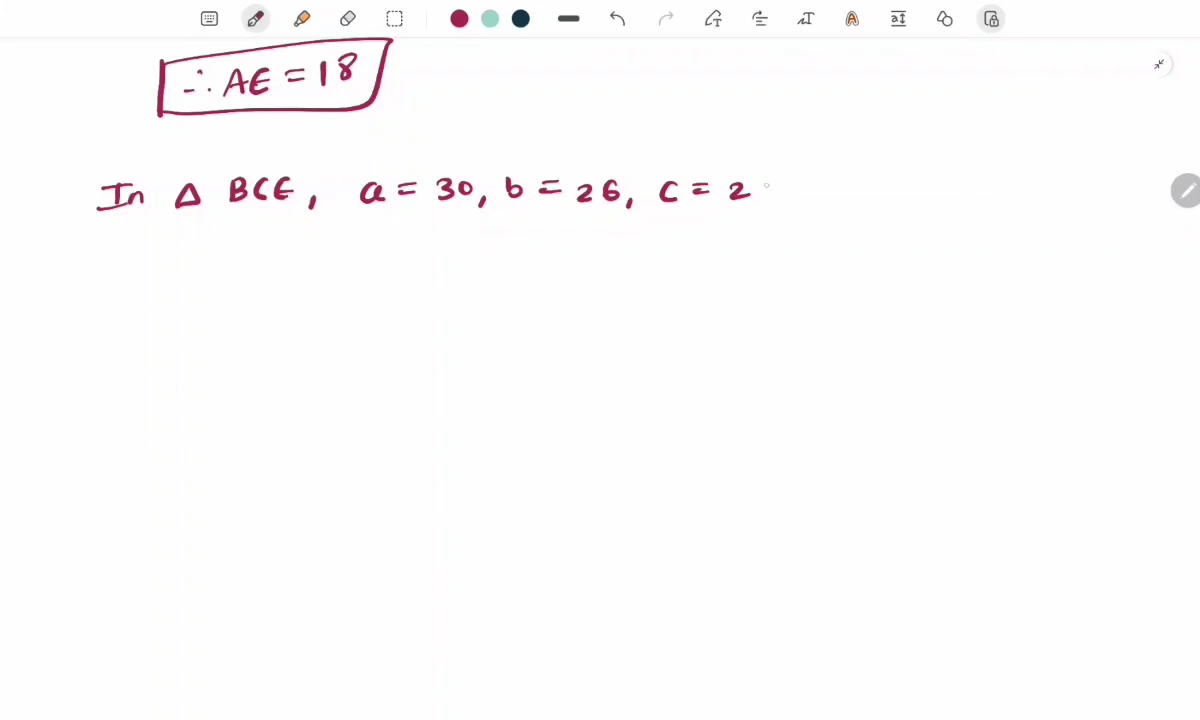 ∴ AE = 18
In Δ BCE, a = 30, b = 26, c = 2